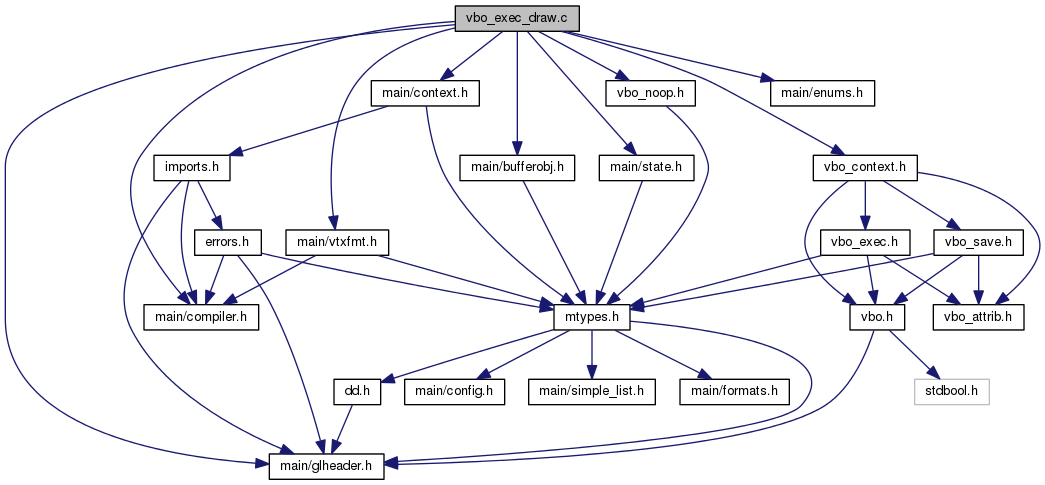 vbo_exec_draw.c
main/context.h
vbo_noop.h
main/enums.h
imports.h
main/bufferobj.h
main/state.h
vbo_context.h
errors.h
main/vtxfmt.h
vbo_exec.h
vbo_save.h
main/compiler.h
mtypes.h
vbo.h
vbo_attrib.h
dd.h
main/config.h
main/simple_list.h
main/formats.h
stdbool.h
main/glheader.h